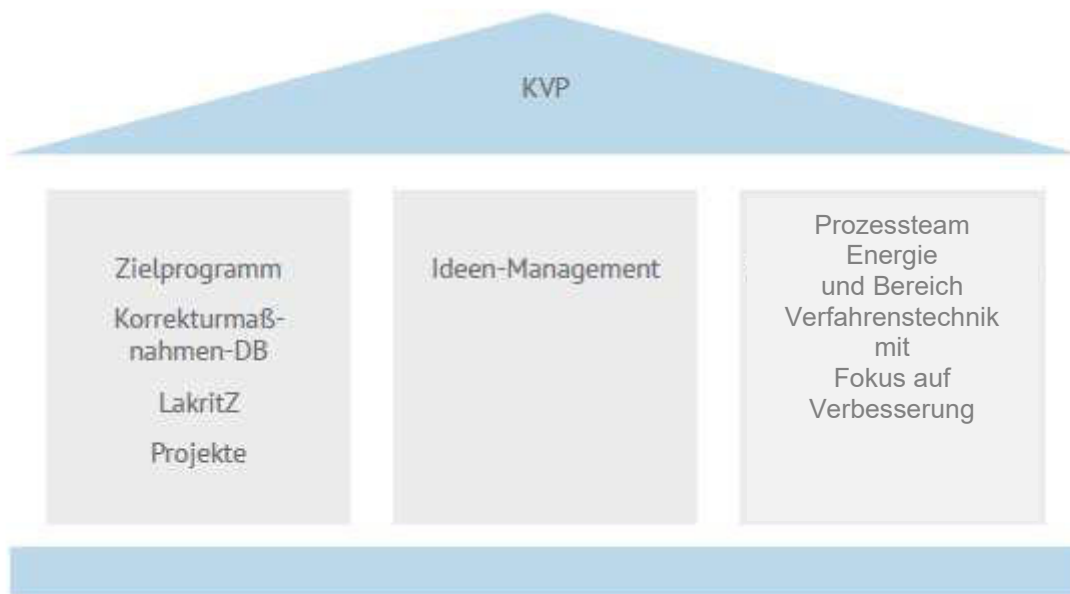 KVP
Zielprogramm
Korrekturmaß-
nahmen-DB
LakritZ
Projekte
Ideen-Management
Prozessteam
Energie
und Bereich
Verfahrenstechnik
mit
Fokus auf
Verbesserung